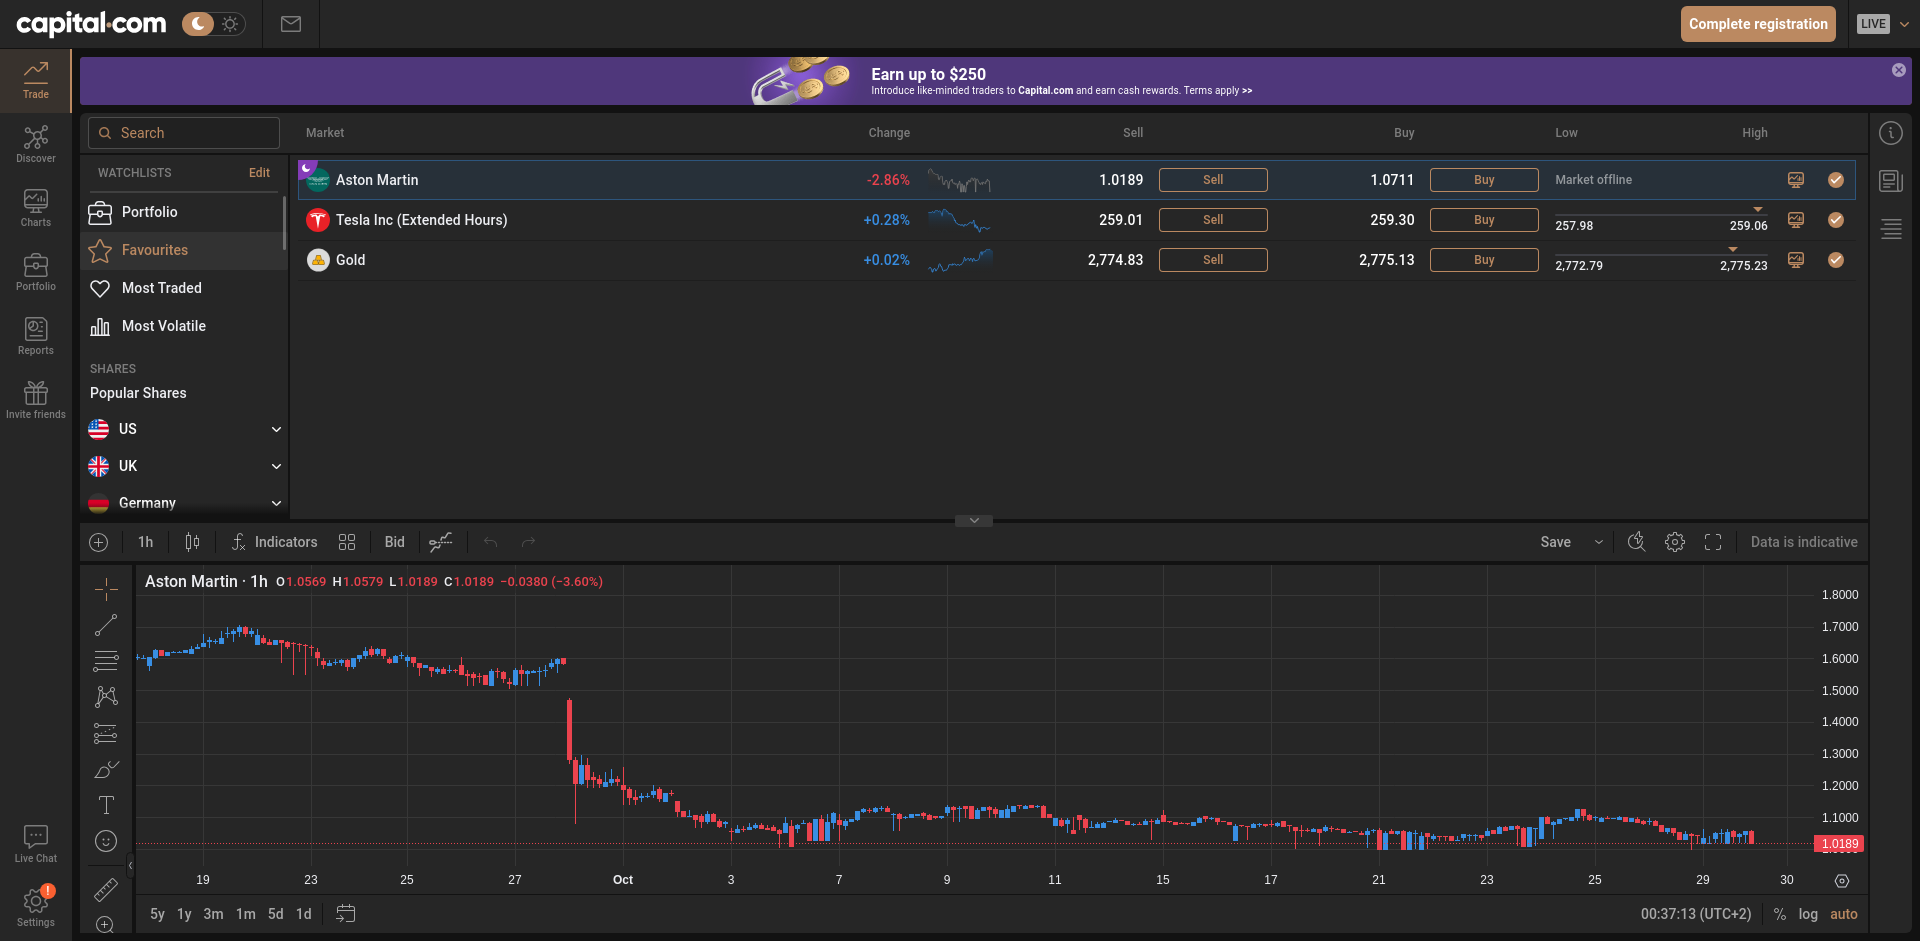 capital.com
Complete registration
LIVE
Trade
Discover
Charts
Portfolio
Reports
Invite friends
Live Chat
!
Settings
Earn up to $250
Introduce like-minded traders to Capital.com and earn cash rewards. Terms apply >>
Search
WATCHLISTS Edit
Portfolio
Favourites
Most Traded
Most Volatile
SHARES
Popular Shares
US
UK
Germany
Market Change Sell Buy Low High
Aston Martin -2.86% 1.0189 Sell 1.0711 Buy Market offline
Tesla Inc (Extended Hours) +0.28% 259.01 Sell 259.30 Buy 257.98 259.06
Gold +0.02% 2,774.83 Sell 2,775.13 Buy 2,772.79 2,775.23
1h Indicators Bid Save Data is indicative
Aston Martin · 1h O1.0569 H1.0579 L1.0189 C1.0189 −0.0380 (−3.60%)
1.8000
1.7000
1.6000
1.5000
1.4000
1.3000
1.2000
1.1000
1.0189
19 23 25 27 Oct 3 7 9 11 15 17 21 23 25 29 30
5y 1y 3m 1m 5d 1d 00:37:13 (UTC+2) % log auto